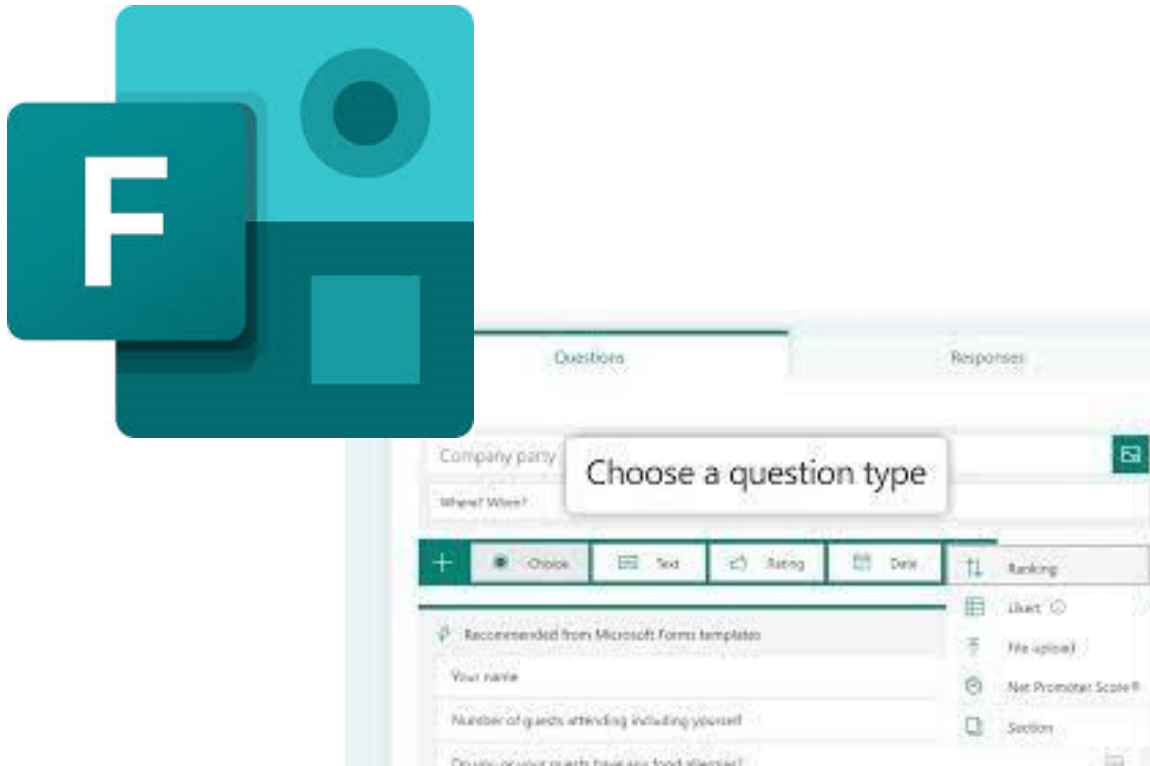 F
Questions
Responses
Company party
Choose a question type
Where? When?
Choice
Text
Rating
Date
Ranking
Likert
Recommended from Microsoft Forms templates
File upload
Your name
Net Promoter Score®
Number of guests attending including yourself
Section
Do you or your guests have any food allergies?